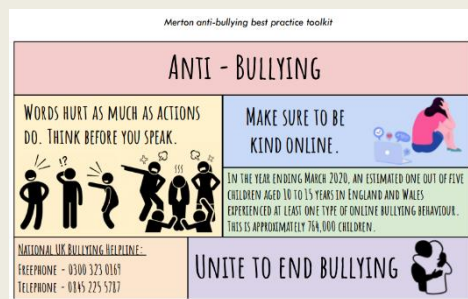 Merton anti-bullying best practice toolkit
ANTI - BULLYING
WORDS HURT AS MUCH AS ACTIONS
DO. THINK BEFORE YOU SPEAK.
!?
MAKE SURE TO BE
KIND ONLINE.
IN THE YEAR ENDING MARCH 2020, AN ESTIMATED ONE OUT OF FIVE
CHILDREN AGED 10 TO 15 YEARS IN ENGLAND AND WALES
EXPERIENCED AT LEAST ONE TYPE OF ONLINE BULLYING BEHAVIOUR.
THIS IS APPROXIMATELY 764,000 CHILDREN.
NATIONAL UK BULLYING HELPLINE:
FREEPHONE - 0300 323 0169
TELEPHONE - 0845 225 5787
UNITE TO END BULLYING